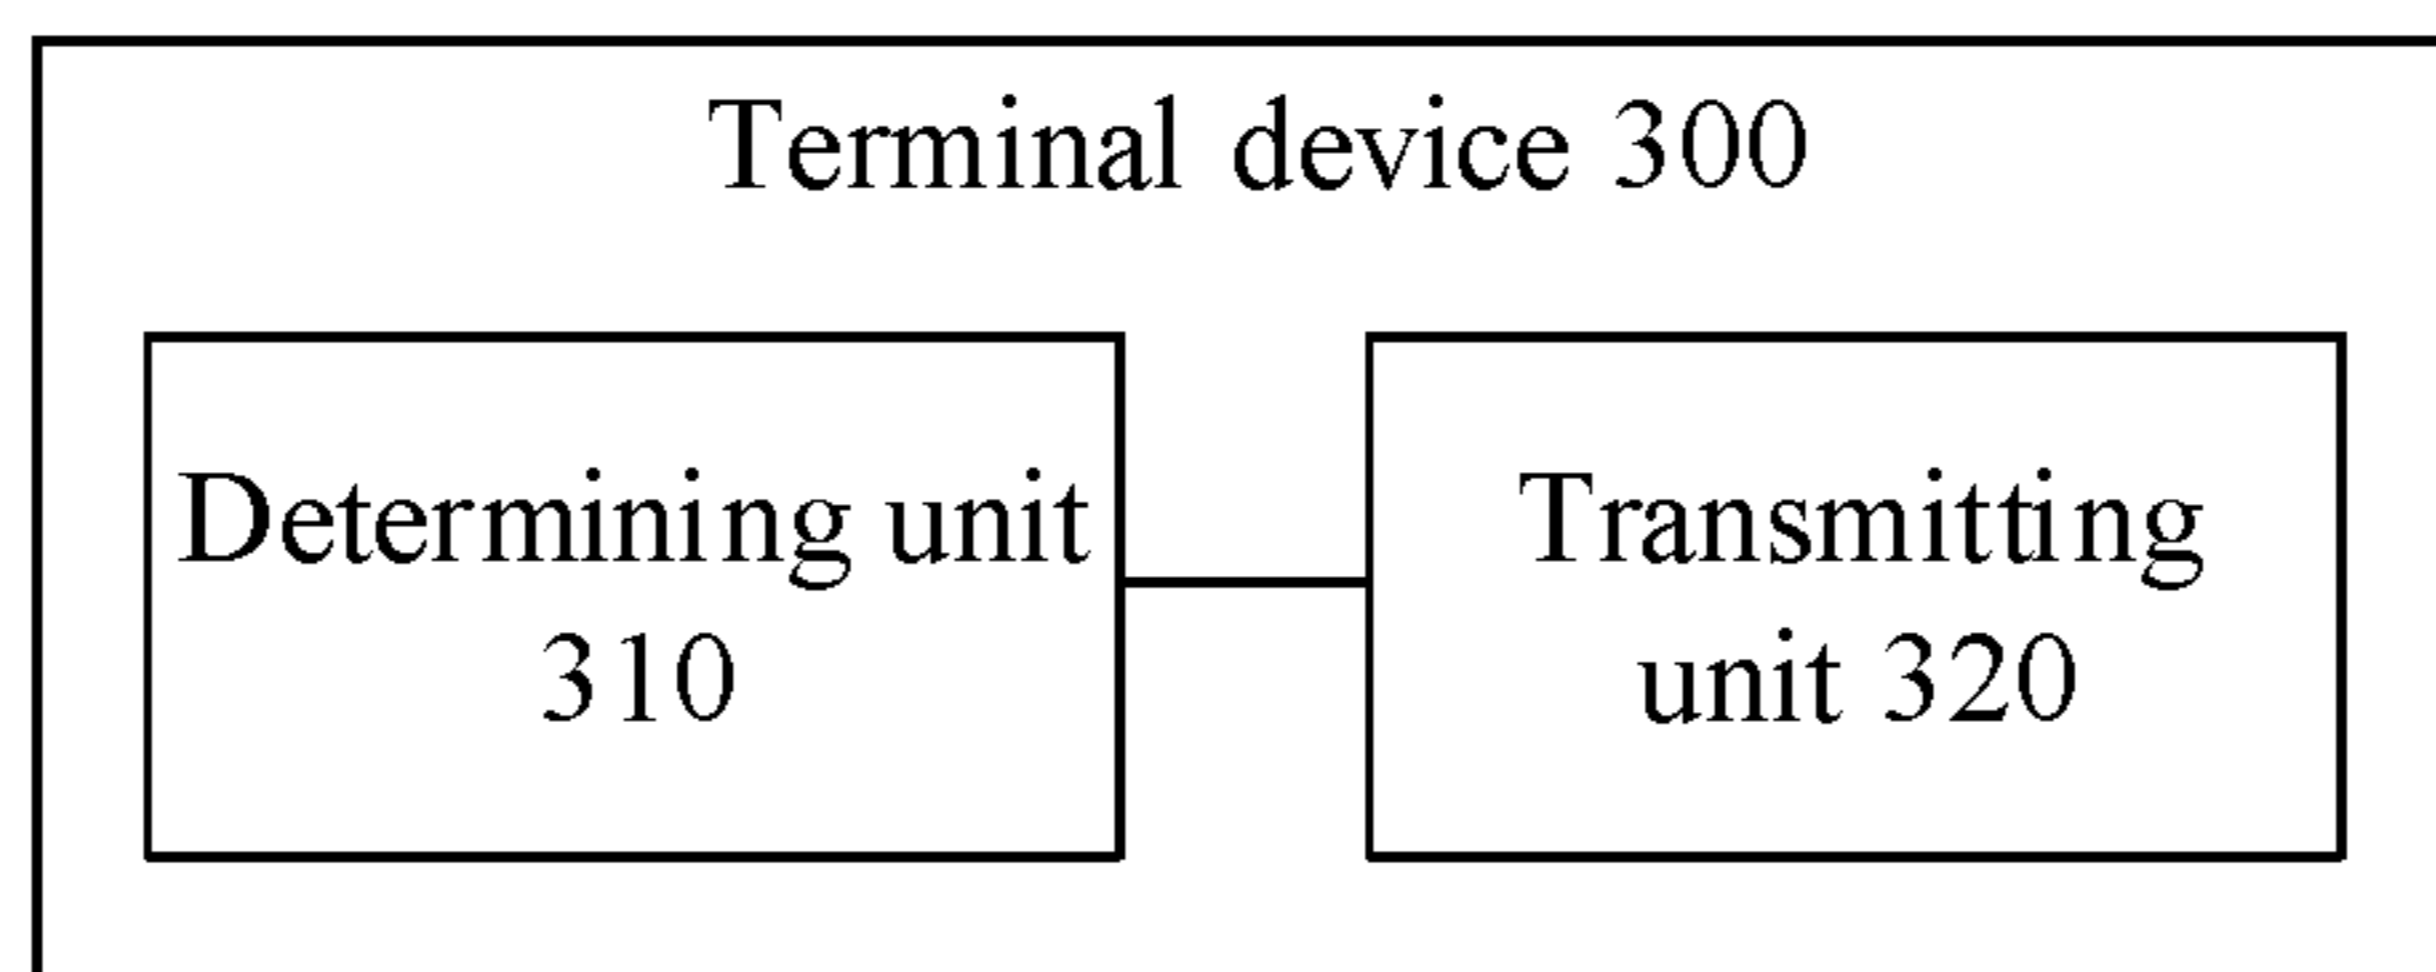 Terminal device 300
Determining unit
310
Transmitting
unit 320